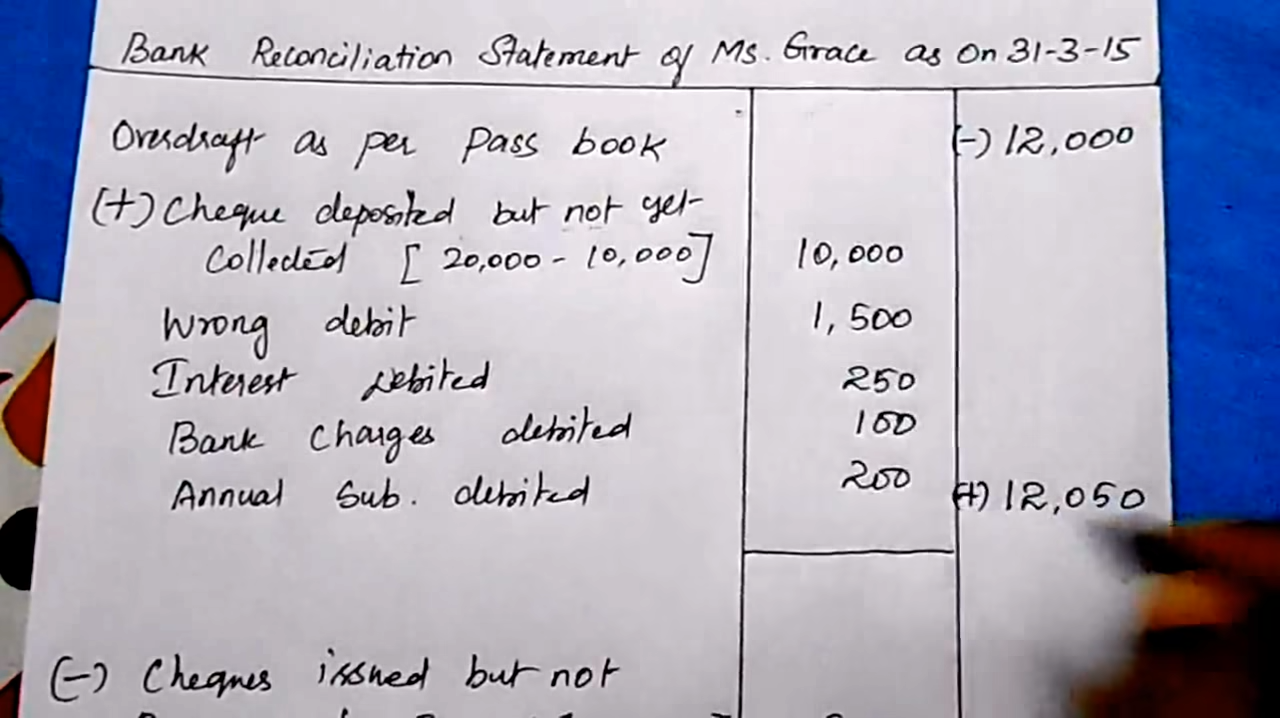 Bank Reconciliation Statement of Ms. Grace as on 31-3-15
Overdraft as per Pass book (-) 12,000
(+) Cheque deposited but not yet
Collected [20,000 - 10,000] 10,000
Wrong debit 1,500
Interest debited 250
Bank Charges debited 100
Annual Sub. debited 200 (+) 12,050
(-) Cheques issued but not